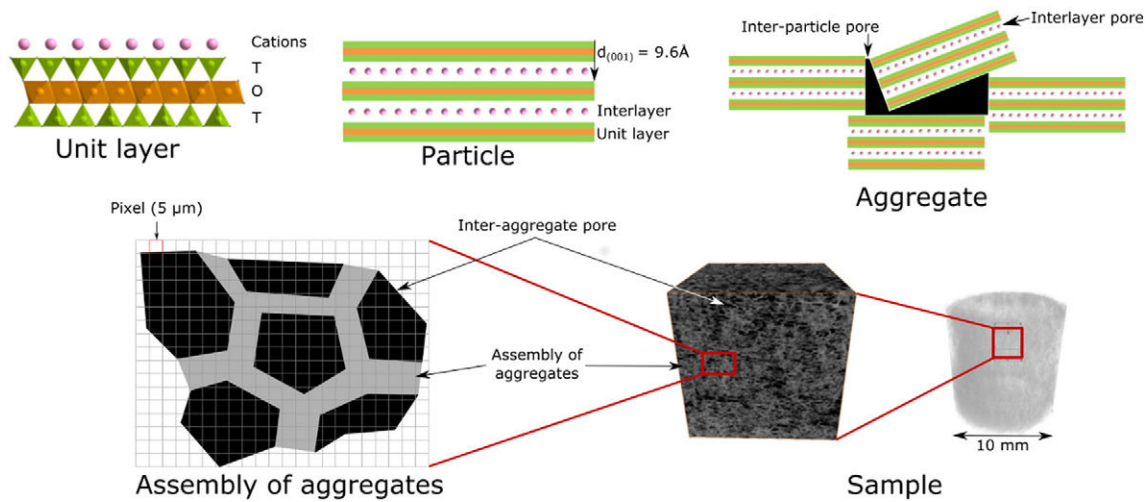 Cations
T
O
T
Unit layer
d(001) = 9.6Å
Interlayer
Unit layer
Particle
Inter-particle pore
Interlayer pore
Aggregate
Pixel (5 µm)
Inter-aggregate pore
Assembly of
aggregates
Assembly of aggregates
10 mm
Sample